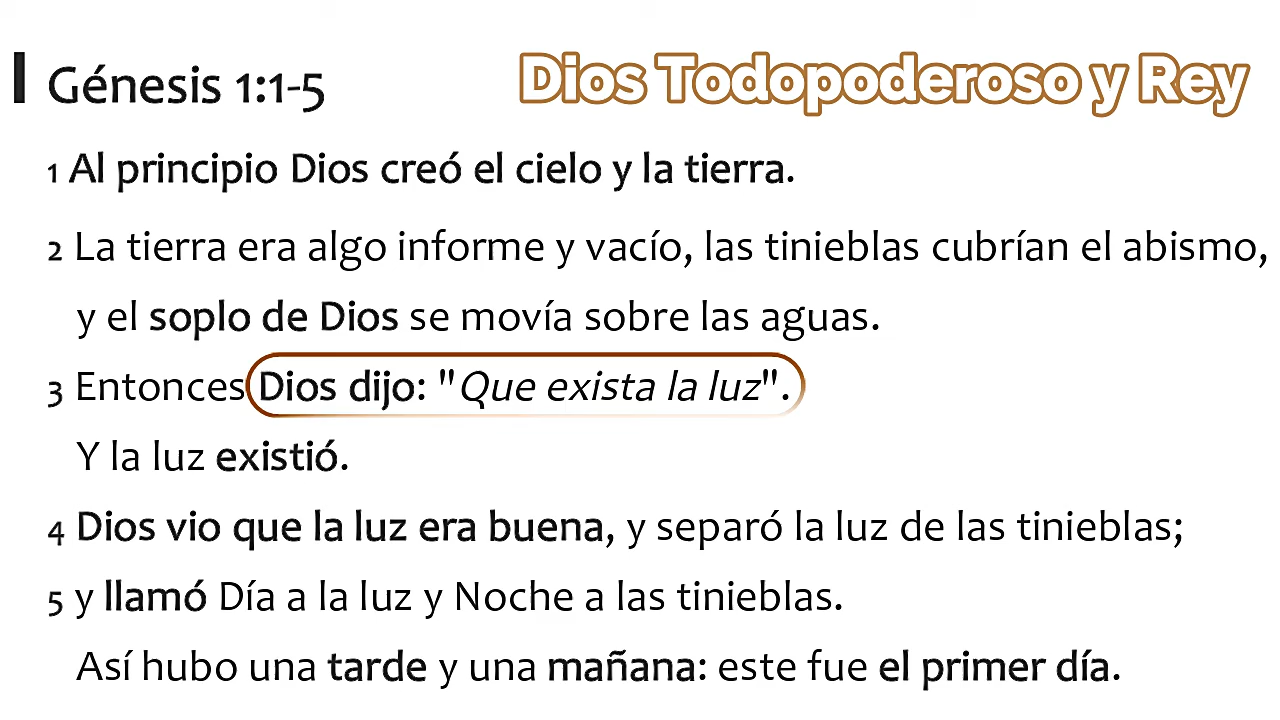 Génesis 1:1-5
Dios Todopoderoso y Rey
1 Al principio Dios creó el cielo y la tierra.
2 La tierra era algo informe y vacío, las tinieblas cubrían el abismo,
y el soplo de Dios se movía sobre las aguas.
3 Entonces Dios dijo: "Que exista la luz".
Y la luz existió.
4 Dios vio que la luz era buena, y separó la luz de las tinieblas;
5 y llamó Día a la luz y Noche a las tinieblas.
Así hubo una tarde y una mañana: este fue el primer día.